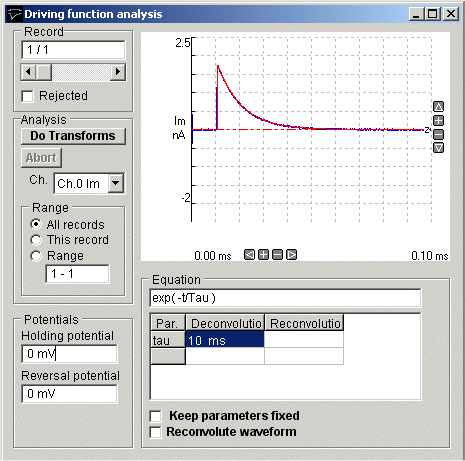 Driving function analysis
Record
1 / 1
Rejected
Analysis
Do Transforms
Abort
Ch. Ch.0 Im
Range
All records
This record
Range
1 - 1
Potentials
Holding potential
0 mV
Reversal potential
0 mV
2.5
Im
nA
z
-2
0.00 ms 0.10 ms
Equation
exp( -t/Tau )
Par. Deconvolutio Reconvolutio
tau 10 ms
Keep parameters fixed
Reconvolute waveform